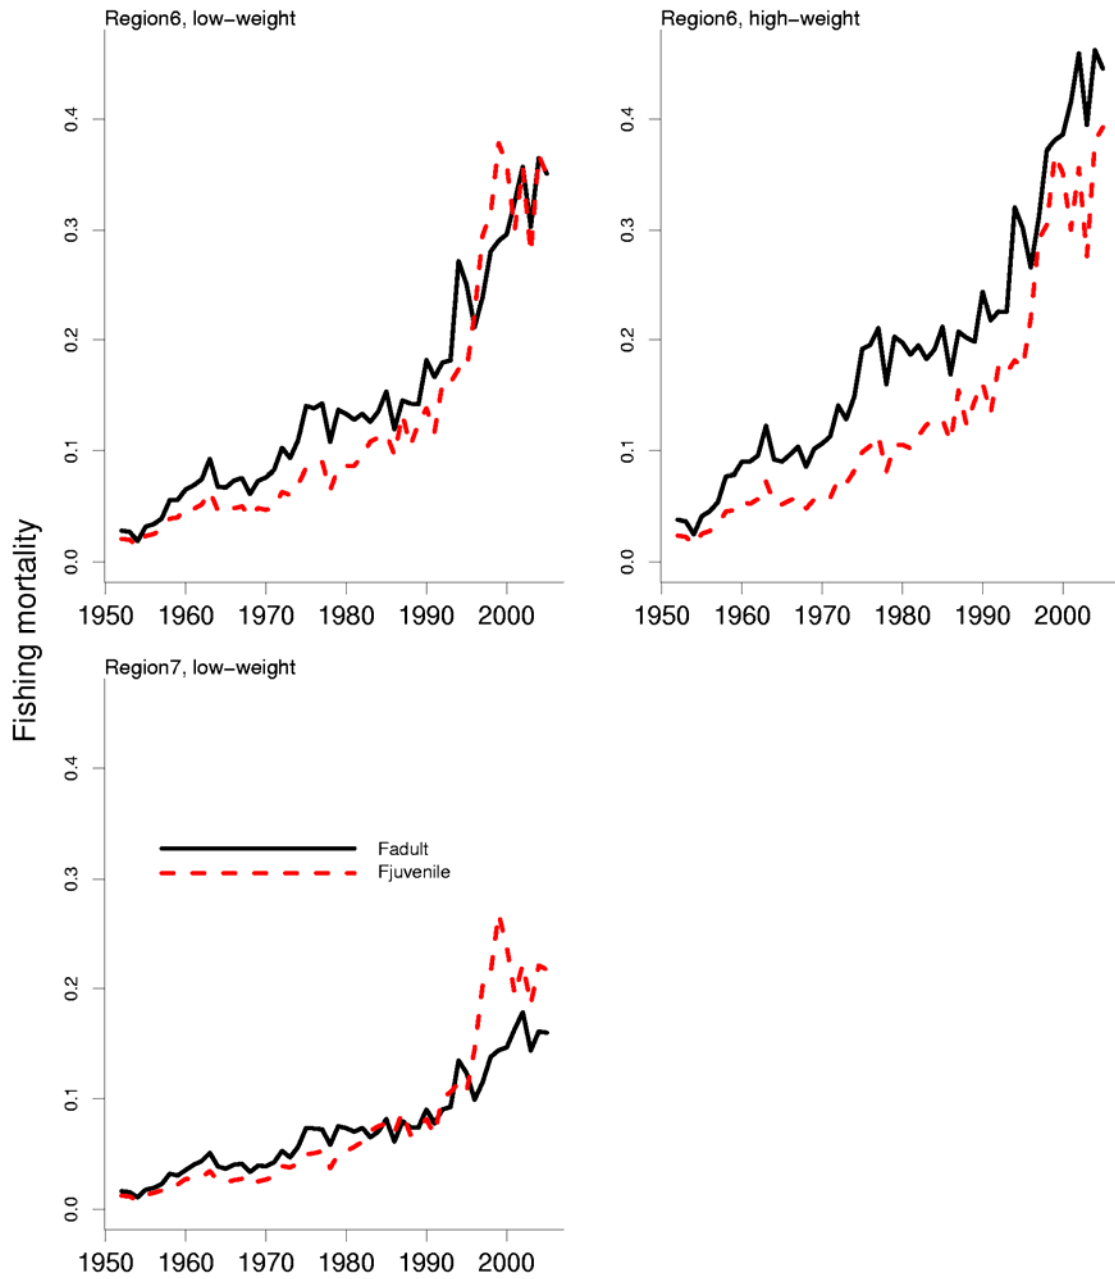 Region6, low-weight
Region6, high-weight
0.4
0.3
0.2
0.1
0.0
1950 1960 1970 1980 1990 2000
0.4
0.3
0.2
0.1
0.0
1950 1960 1970 1980 1990 2000
Fishing mortality
Region7, low-weight
0.4
0.3
0.2
0.1
0.0
Fadult
Fjuvenile
1950 1960 1970 1980 1990 2000